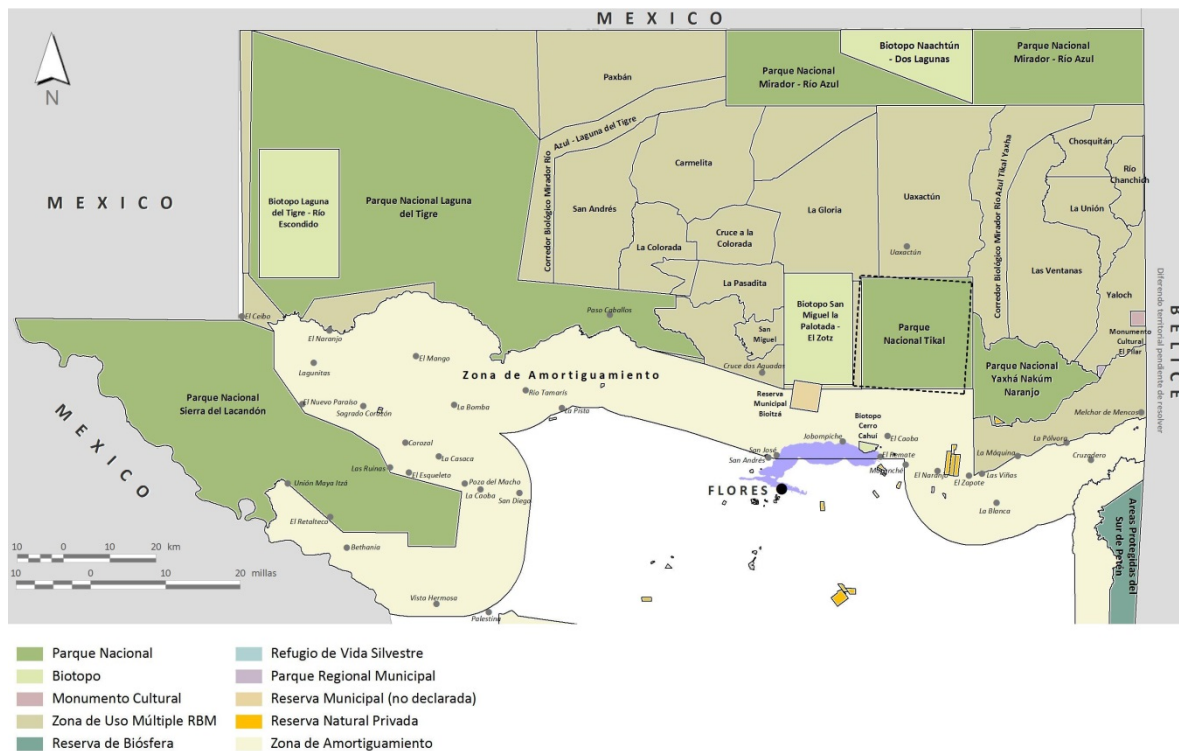 M E X I C O
N
Biotopo Naachtún
- Dos Lagunas
Parque Nacional
Mirador - Río Azul
Parque Nacional
Mirador - Río Azul
Paxbán
Corredor Biológico Mirador Río
Azul - Laguna del Tigre
Carmelita
Corredor Biológico Mirador Río Azul Tikal Yaxha
Chosquitán
Río
Chanchich
M E X I C O
Biotopo Laguna
del Tigre - Río
Escondido
Parque Nacional Laguna
del Tigre
San Andrés
La Gloria
Uaxactún
La Unión
Cruce a la
Colorada
La Colorada
Uaxactún
Las Ventanas
La Pasadita
Yaloch
B E L I C E
Diferendo territorial pendiente de resolver
El Ceibo
Paso Caballos
Biotopo San
Miguel la
Palotada -
El Zotz
Parque
Nacional Tikal
San
Miguel
Monumento
Cultural
El Pilar
El Naranjo
El Mango
Lagunitas
Zona de Amortiguamiento
Cruce dos Aguadas
Parque Nacional
Yaxhá Nakúm
Naranjo
Parque Nacional
Sierra del Lacandón
El Nuevo Paraíso
Sagrado Corazón
La Bomba
Río Tamaris
La Pista
Reserva
Municipal
Bioitzá
Biotopo
Cerro
Cahuí
Melchor de Mencos
M E X I C O
Corozal
La Casaca
Jobompiche
El Caoba
La Pólvora
San José
San Andrés
El Remate
Macanché
La Máquina
Cruzadero
Los Ruinas
El Esqueleto
Pozo del Macho
La Caoba
San Diego
Unión Maya Itzá
FLORES
El Naranjo
El Zapote
Las Viñas
La Blanca
El Retalteco
Bethania
Areas Protegidas del
Sur de Petén
10 0 10 20 km
10 0 10 20 millas
Vista Hermosa
Palestina
Parque Nacional
Biotopo
Monumento Cultural
Zona de Uso Múltiple RBM
Reserva de Biósfera
Refugio de Vida Silvestre
Parque Regional Municipal
Reserva Municipal (no declarada)
Reserva Natural Privada
Zona de Amortiguamiento